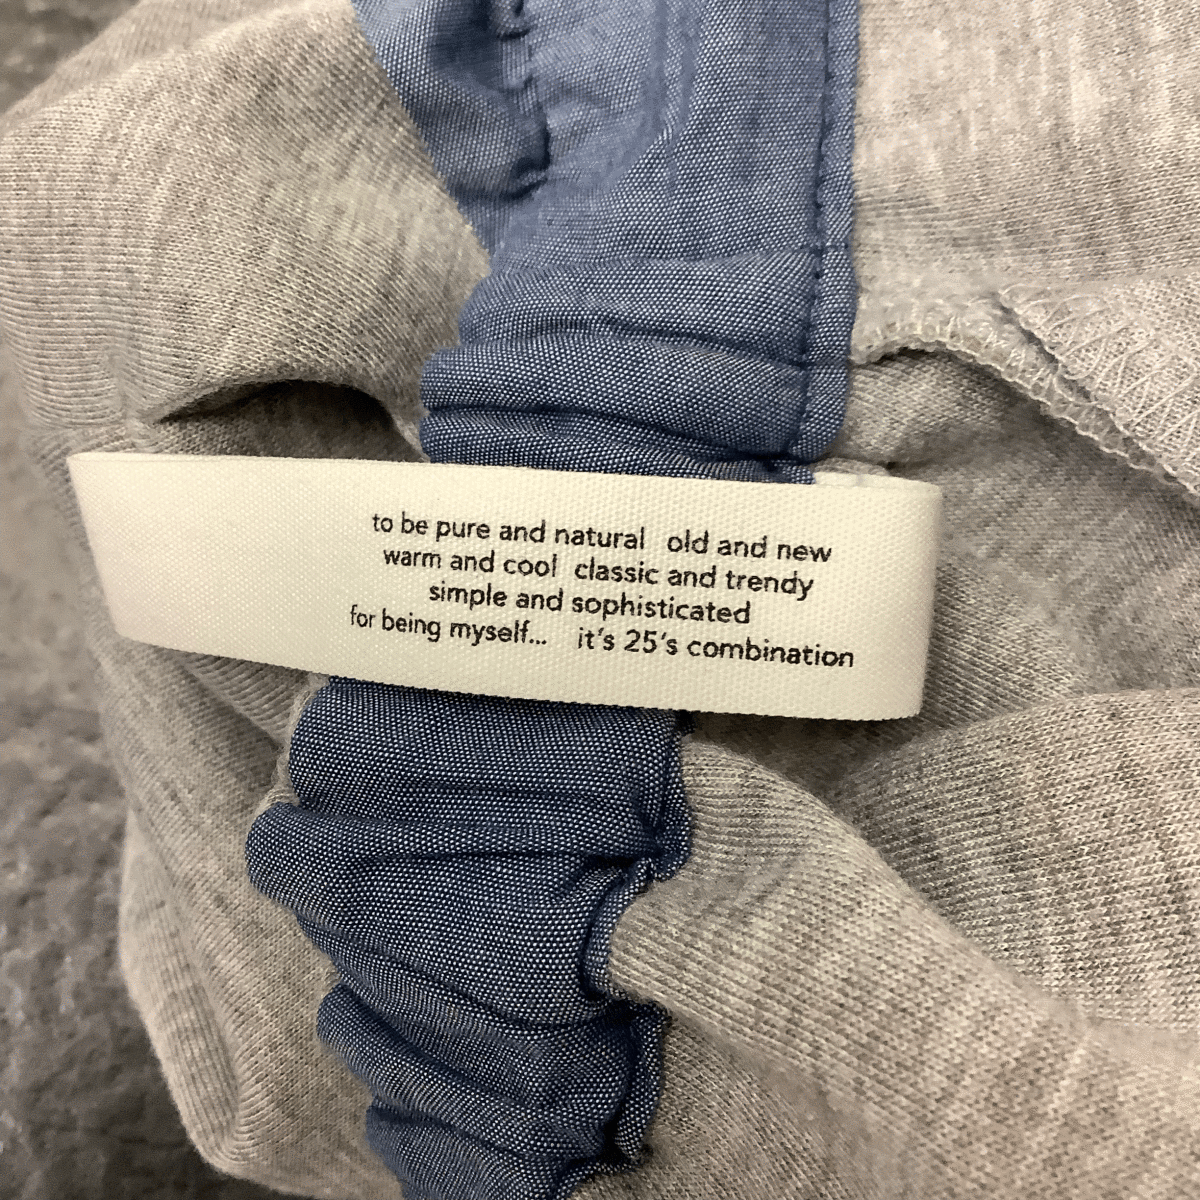 to be pure and natural old and new
warm and cool classic and trendy
simple and sophisticated
for being myself... it's 25's combination